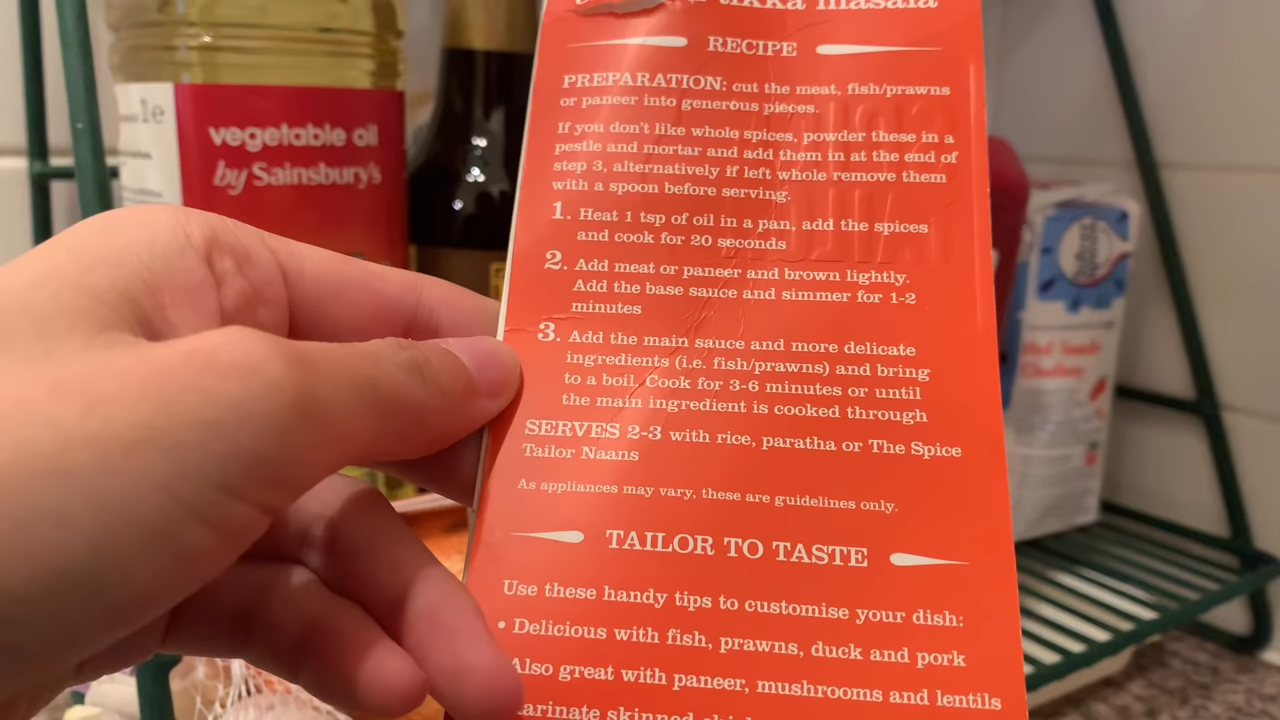 tikka masala
RECIPE
PREPARATION: cut the meat, fish/prawns
or paneer into generous pieces.
If you don't like whole spices, powder these in a
pestle and mortar and add them in at the end of
step 3, alternatively if left whole remove them
with a spoon before serving.
1. Heat 1 tsp of oil in a pan, add the spices
and cook for 20 seconds
2. Add meat or paneer and brown lightly.
Add the base sauce and simmer for 1-2
minutes
3. Add the main sauce and more delicate
ingredients (i.e. fish/prawns) and bring
to a boil. Cook for 3-6 minutes or until
the main ingredient is cooked through
SERVES 2-3 with rice, paratha or The Spice
Tailor Naans
As appliances may vary, these are guidelines only.
TAILOR TO TASTE
Use these handy tips to customise your dish:
• Delicious with fish, prawns, duck and pork
Also great with paneer, mushrooms and lentils
skinned
1 le
vegetable oil
by Sainsbury's